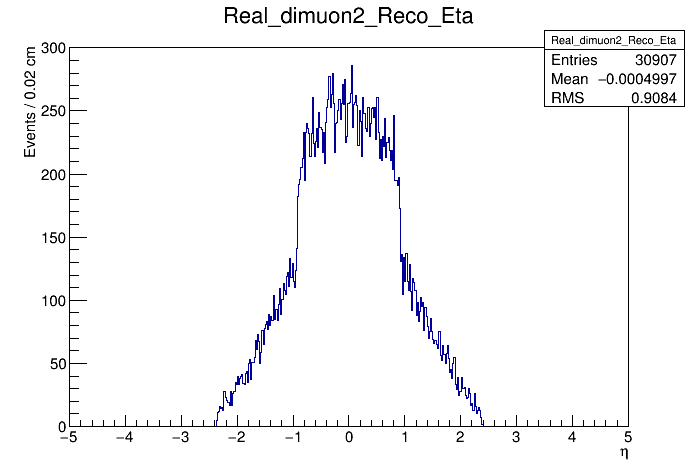 Real_dimuon2_Reco_Eta
Real_dimuon2_Reco_Eta
Entries 30907
Mean −0.0004997
RMS 0.9084
Events / 0.02 cm
300
250
200
150
100
50
0
−5 −4 −3 −2 −1 0 1 2 3 4 5
η